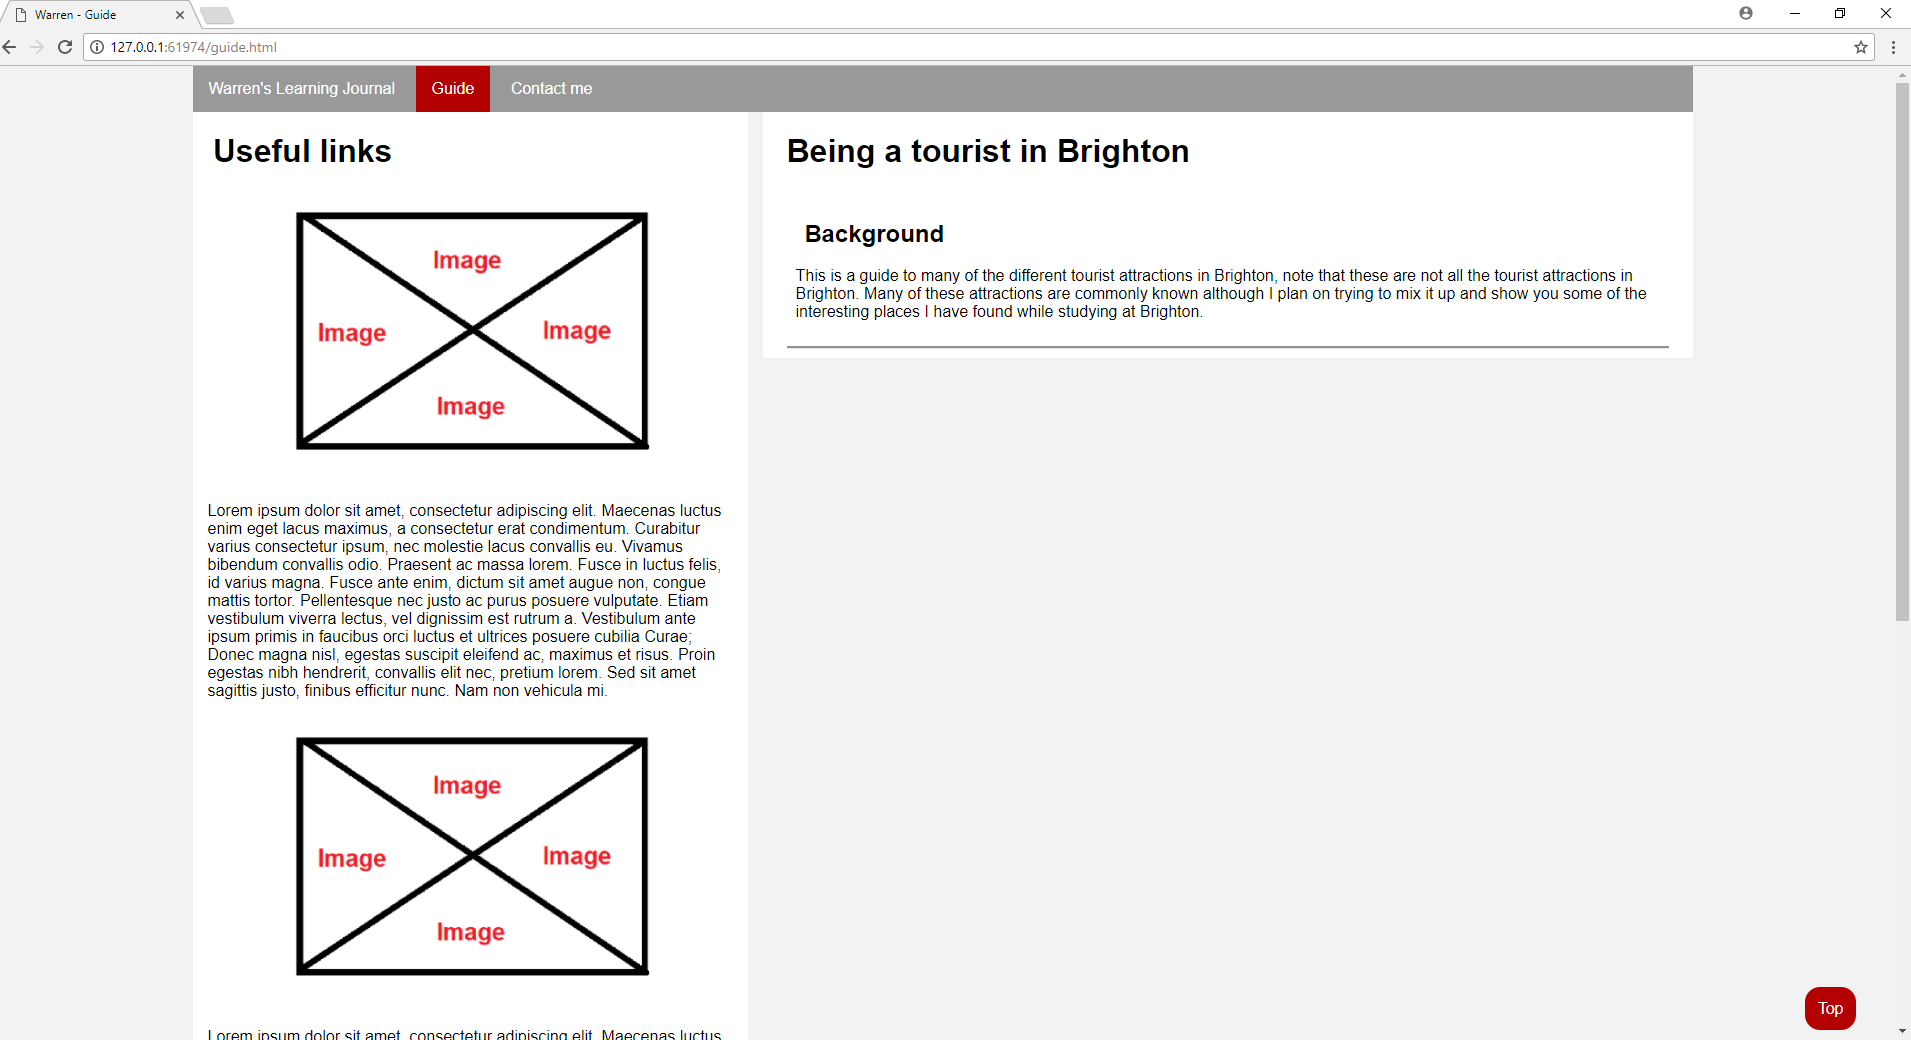 Warren - Guide
127.0.0.1:61974/guide.html
Warren's Learning Journal
Guide
Contact me
Useful links
Image
Image
Image
Image
Lorem ipsum dolor sit amet, consectetur adipiscing elit. Maecenas luctus
enim eget lacus maximus, a consectetur erat condimentum. Curabitur
varius consectetur ipsum, nec molestie lacus convallis eu. Vivamus
bibendum convallis odio. Praesent ac massa lorem. Fusce in luctus felis,
id varius magna. Fusce ante enim, dictum sit amet augue non, congue
mattis tortor. Pellentesque nec justo ac purus posuere vulputate. Etiam
vestibulum viverra lectus, vel dignissim est rutrum a. Vestibulum ante
ipsum primis in faucibus orci luctus et ultrices posuere cubilia Curae;
Donec magna nisl, egestas suscipit eleifend ac, maximus et risus. Proin
egestas nibh hendrerit, convallis elit nec, pretium lorem. Sed sit amet
sagittis justo, finibus efficitur nunc. Nam non vehicula mi.
Image
Image
Image
Image
Lorem ipsum dolor sit amet, consectetur adipiscing elit. Maecenas luctus
Being a tourist in Brighton
Background
This is a guide to many of the different tourist attractions in Brighton, note that these are not all the tourist attractions in
Brighton. Many of these attractions are commonly known although I plan on trying to mix it up and show you some of the
interesting places I have found while studying at Brighton.
Top